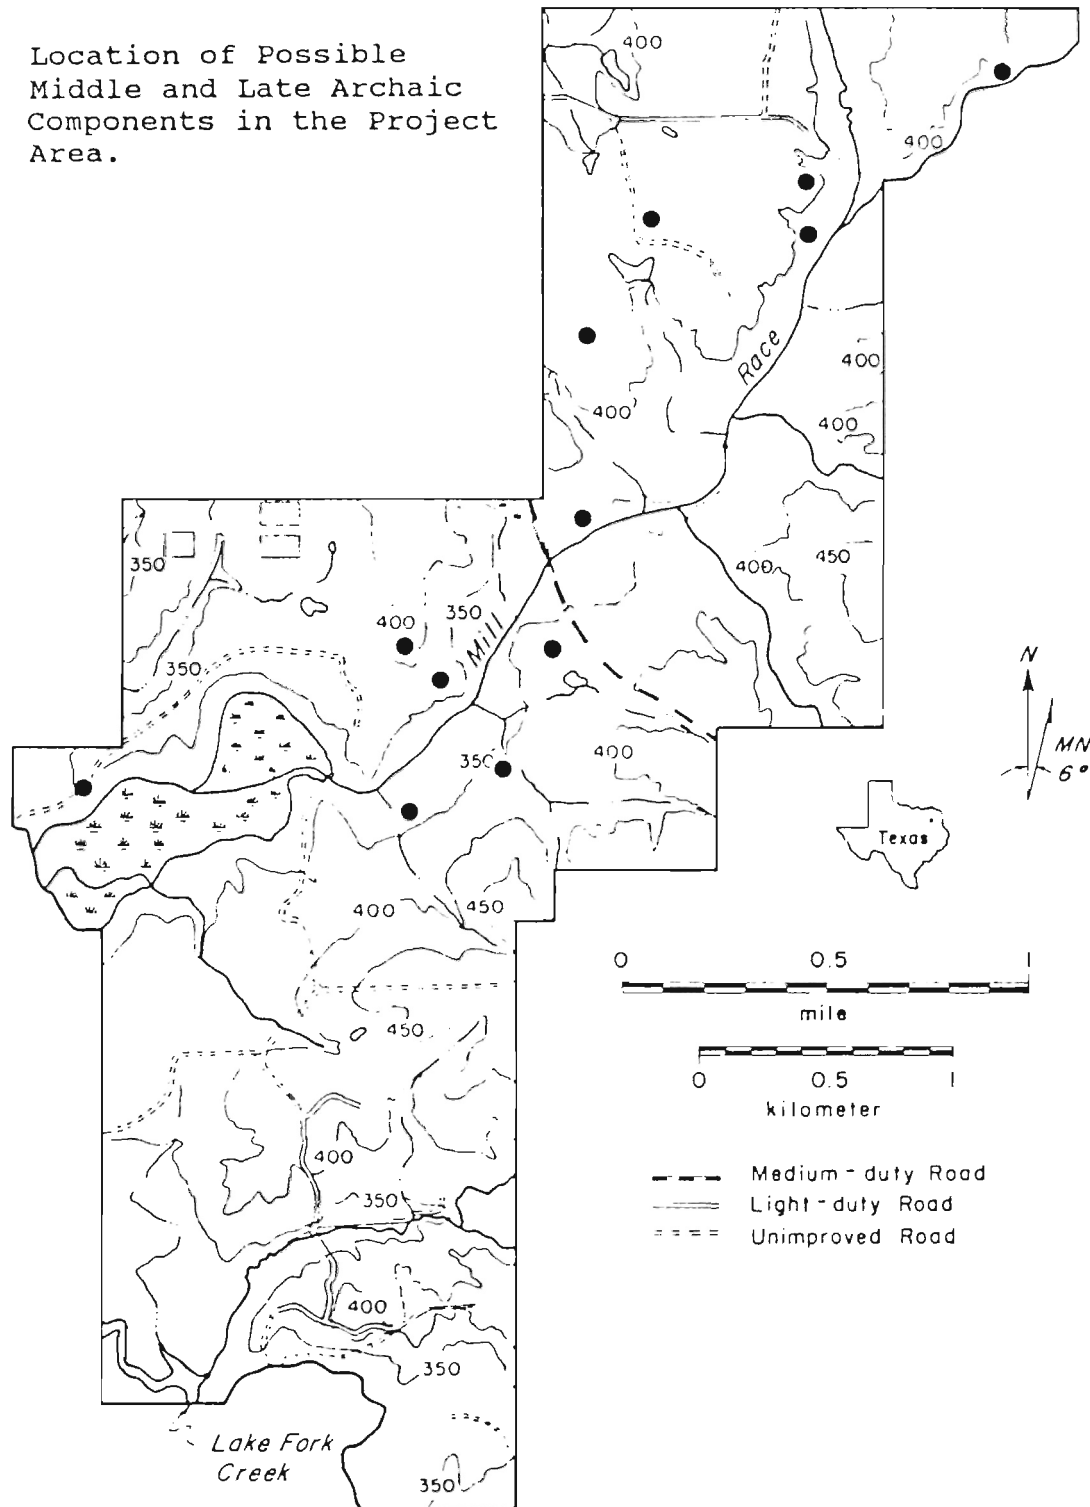 Location of Possible
Middle and Late Archaic
Components in the Project
Area.
400
400
400
Race
400
400
400
450
350
400
350
Mill
350
400
350
400
450
450
400
350
400
350
350
Lake Fork
Creek
N
MN
6°
Texas
0 0.5 1
mile
0 0.5 1
kilometer
Medium-duty Road
Light-duty Road
Unimproved Road